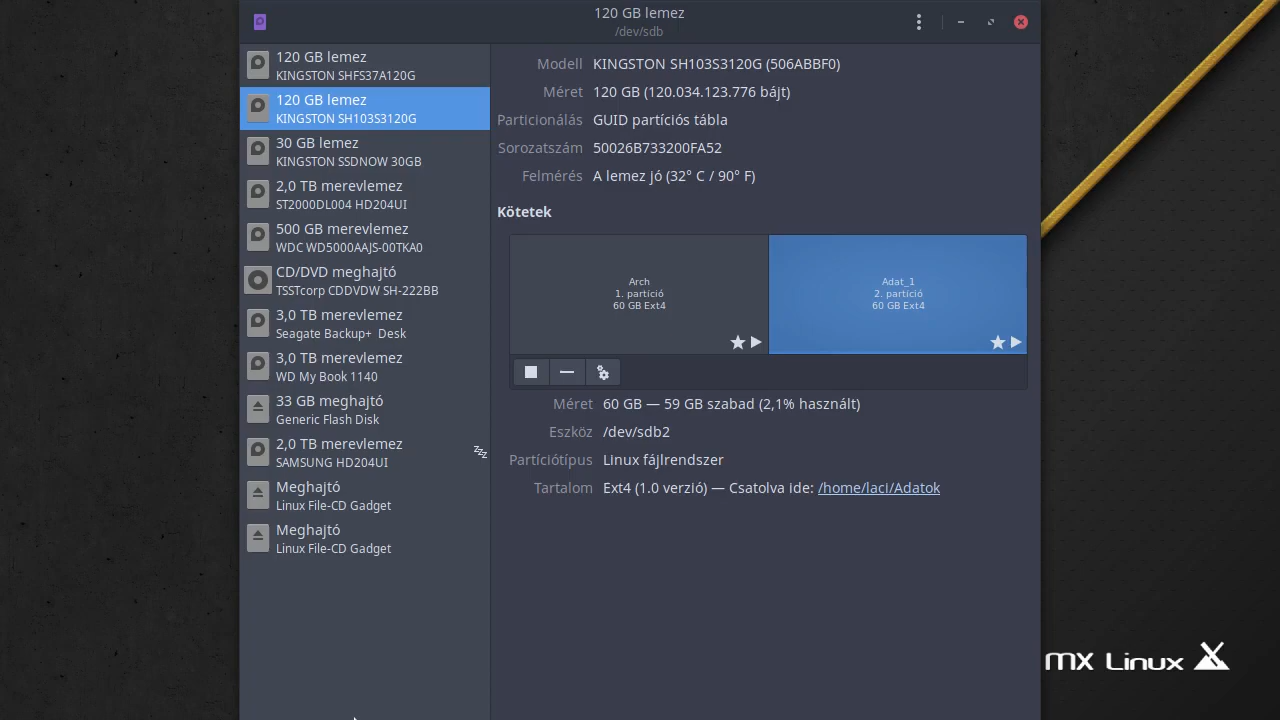 120 GB lemez
/dev/sdb
120 GB lemez
KINGSTON SHFS37A120G
120 GB lemez
KINGSTON SH103S3120G
30 GB lemez
KINGSTON SSDNOW 30GB
2,0 TB merevlemez
ST2000DL004 HD204UI
500 GB merevlemez
WDC WD5000AAJS-00TKA0
CD/DVD meghajtó
TSSTcorp CDDVDW SH-222BB
3,0 TB merevlemez
Seagate Backup+ Desk
3,0 TB merevlemez
WD My Book 1140
33 GB meghajtó
Generic Flash Disk
2,0 TB merevlemez
SAMSUNG HD204UI
zzz
Meghajtó
Linux File-CD Gadget
Meghajtó
Linux File-CD Gadget
Modell KINGSTON SH103S3120G (506ABBF0)
Méret 120 GB (120.034.123.776 bájt)
Particionálás GUID partíciós tábla
Sorozatszám 50026B733200FA52
Felmérés A lemez jó (32° C / 90° F)
Kötetek
Arch
1. partíció
60 GB Ext4
Adat_1
2. partíció
60 GB Ext4
Méret 60 GB — 59 GB szabad (2,1% használt)
Eszköz /dev/sdb2
Partíciótípus Linux fájlrendszer
Tartalom Ext4 (1.0 verzió) — Csatolva ide: /home/laci/Adatok
MX Linux